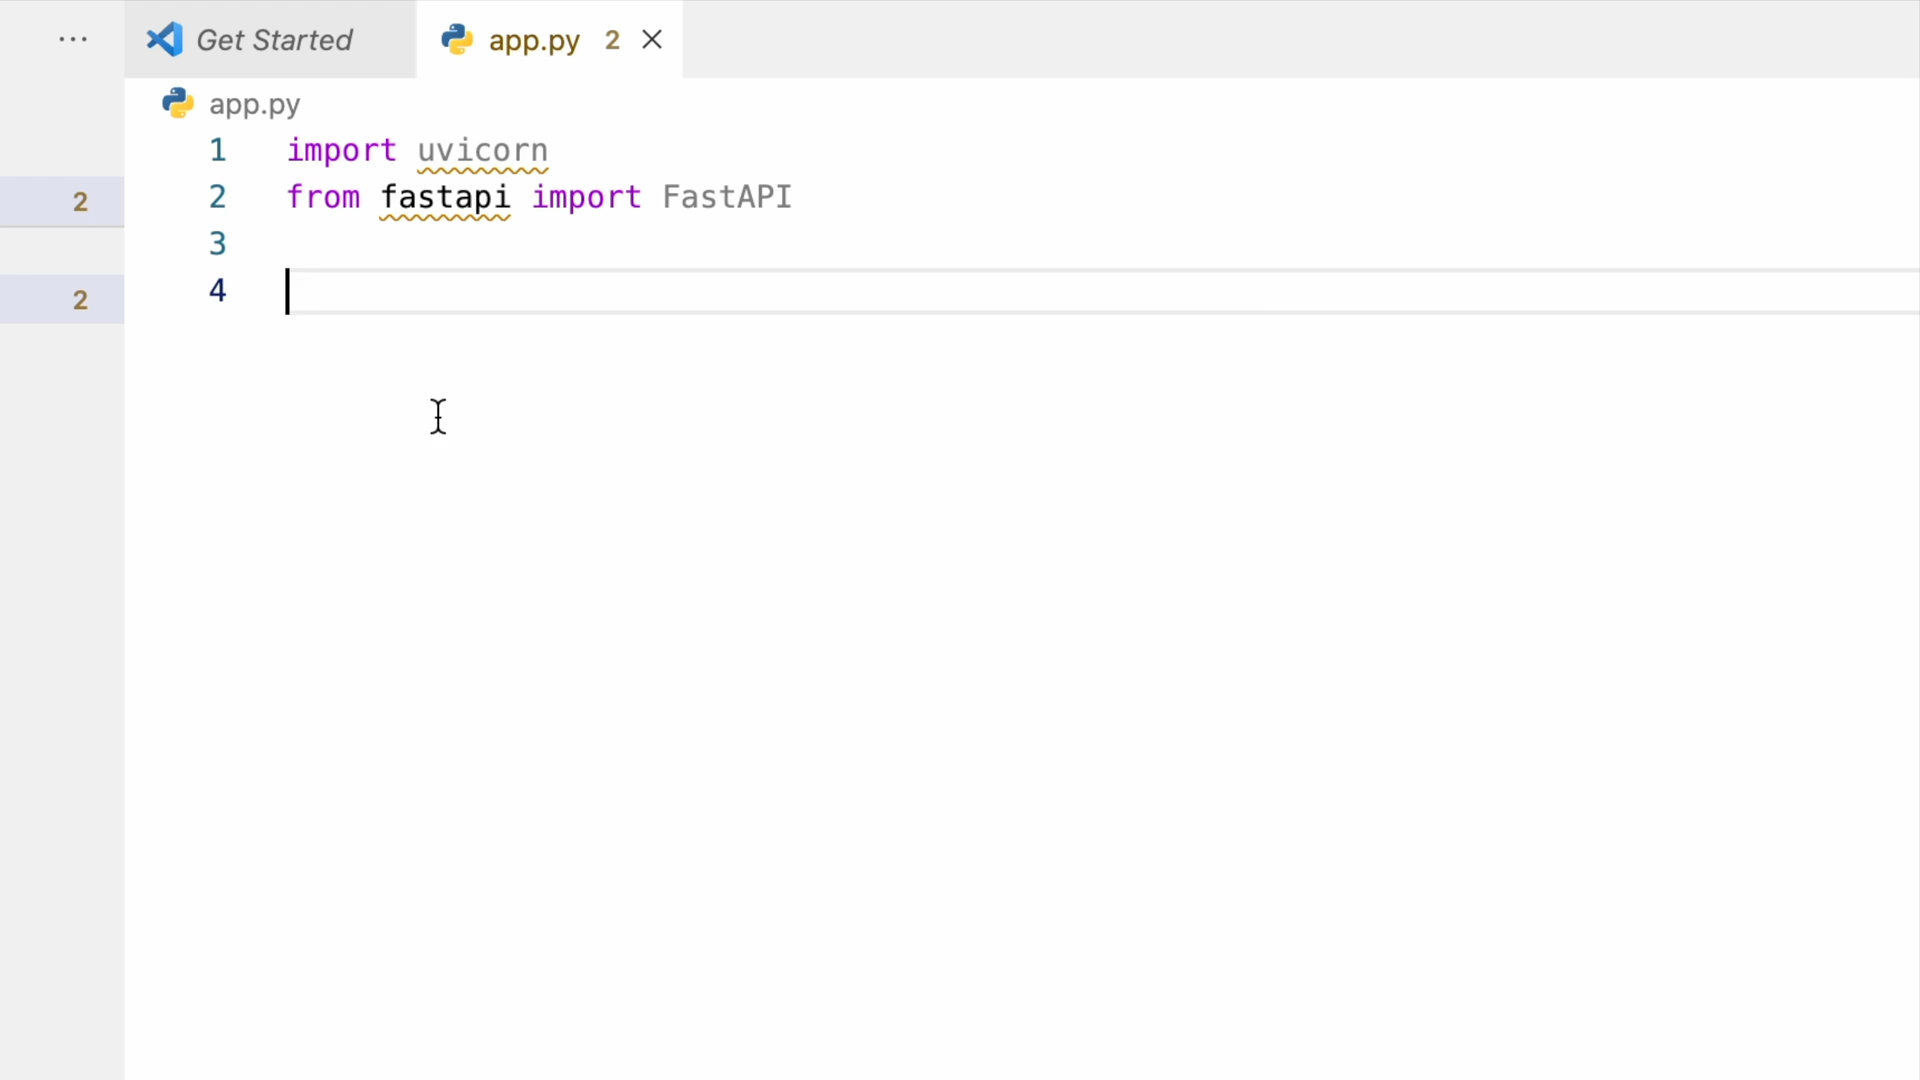 ... Get Started app.py 2
app.py
1 import uvicorn
2 from fastapi import FastAPI
2 3
2 4